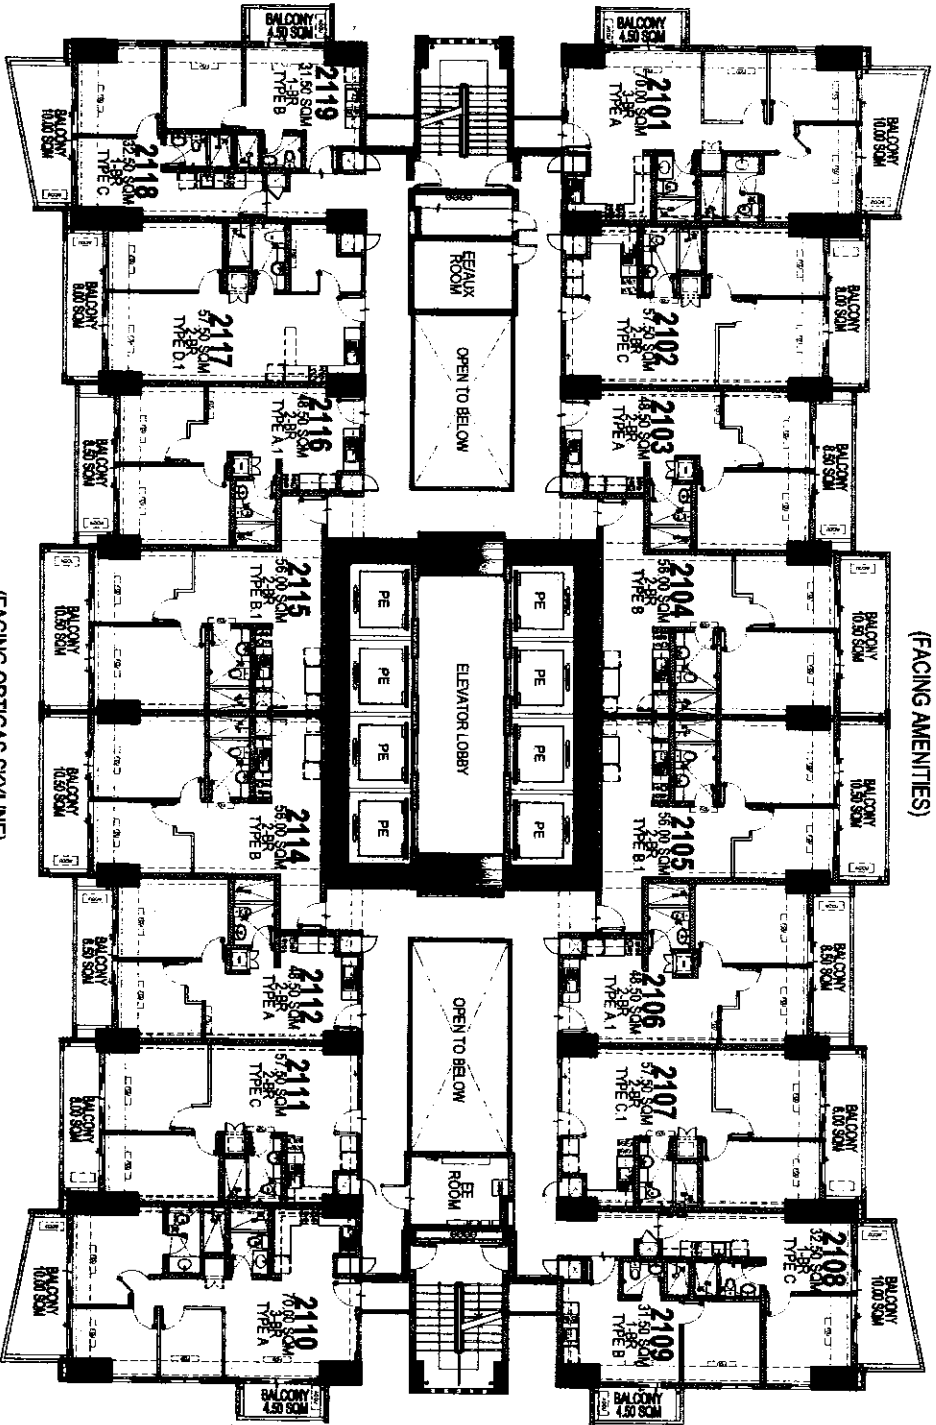 (FACING AMENITIES)
BALCONY
4.50 SQM
2101
70.00 SQM
3-BR
TYPE A
BALCONY
10.00 SQM
2102
57.50 SQM
2-BR
TYPE C
BALCONY
8.00 SQM
2103
48.50 SQM
2-BR
TYPE A
BALCONY
8.50 SQM
2104
56.00 SQM
2-BR
TYPE B
BALCONY
10.50 SQM
2105
56.00 SQM
2-BR
TYPE B.1
BALCONY
10.50 SQM
2106
48.50 SQM
2-BR
TYPE A.1
BALCONY
8.50 SQM
2107
57.50 SQM
2-BR
TYPE C.1
BALCONY
8.00 SQM
2108
32.50 SQM
1-BR
TYPE C
BALCONY
10.00 SQM
2109
31.50 SQM
1-BR
TYPE B
BALCONY
4.50 SQM
EE/AUX
ROOM
OPEN TO BELOW
PE
PE
PE
PE
ELEVATOR LOBBY
PE
PE
PE
PE
OPEN TO BELOW
EE
ROOM
BALCONY
4.50 SQM
2119
31.50 SQM
1-BR
TYPE B
2118
32.50 SQM
1-BR
TYPE C
BALCONY
10.00 SQM
2117
57.50 SQM
2-BR
TYPE D.1
BALCONY
8.00 SQM
2116
48.50 SQM
2-BR
TYPE A.1
BALCONY
8.50 SQM
2115
56.00 SQM
2-BR
TYPE B.1
BALCONY
10.50 SQM
2114
56.00 SQM
2-BR
TYPE B
BALCONY
10.50 SQM
2112
48.50 SQM
2-BR
TYPE A
BALCONY
8.50 SQM
2111
57.50 SQM
2-BR
TYPE C
BALCONY
8.00 SQM
2110
70.00 SQM
3-BR
TYPE A
BALCONY
10.00 SQM
BALCONY
4.50 SQM
(FACING ORTIGAS SKYLINE)